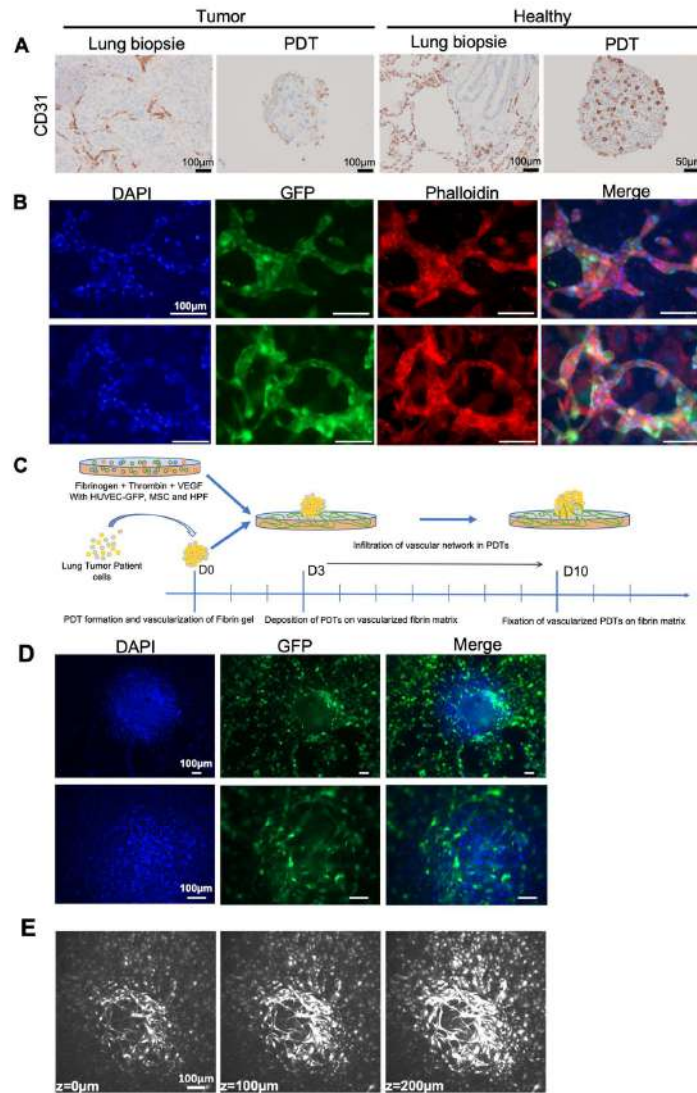 Tumor Healthy
A Lung biopsie PDT Lung biopsie PDT
CD31
100µm 100µm 100µm 50µm
B DAPI GFP Phalloidin Merge
100µm
C
Fibrinogen + Thrombin + VEGF
With HUVEC-GFP, MSC and HPF
Infiltration of vascular network in PDTs
Lung Tumor Patient
cells
D0 D3 D10
PDT formation and vascularization of Fibrin gel Deposition of PDTs on vascularized fibrin matrix Fixation of vascularized PDTs on fibrin matrix
D DAPI GFP Merge
100µm
100µm
E
z=0µm 100µm z=100µm z=200µm